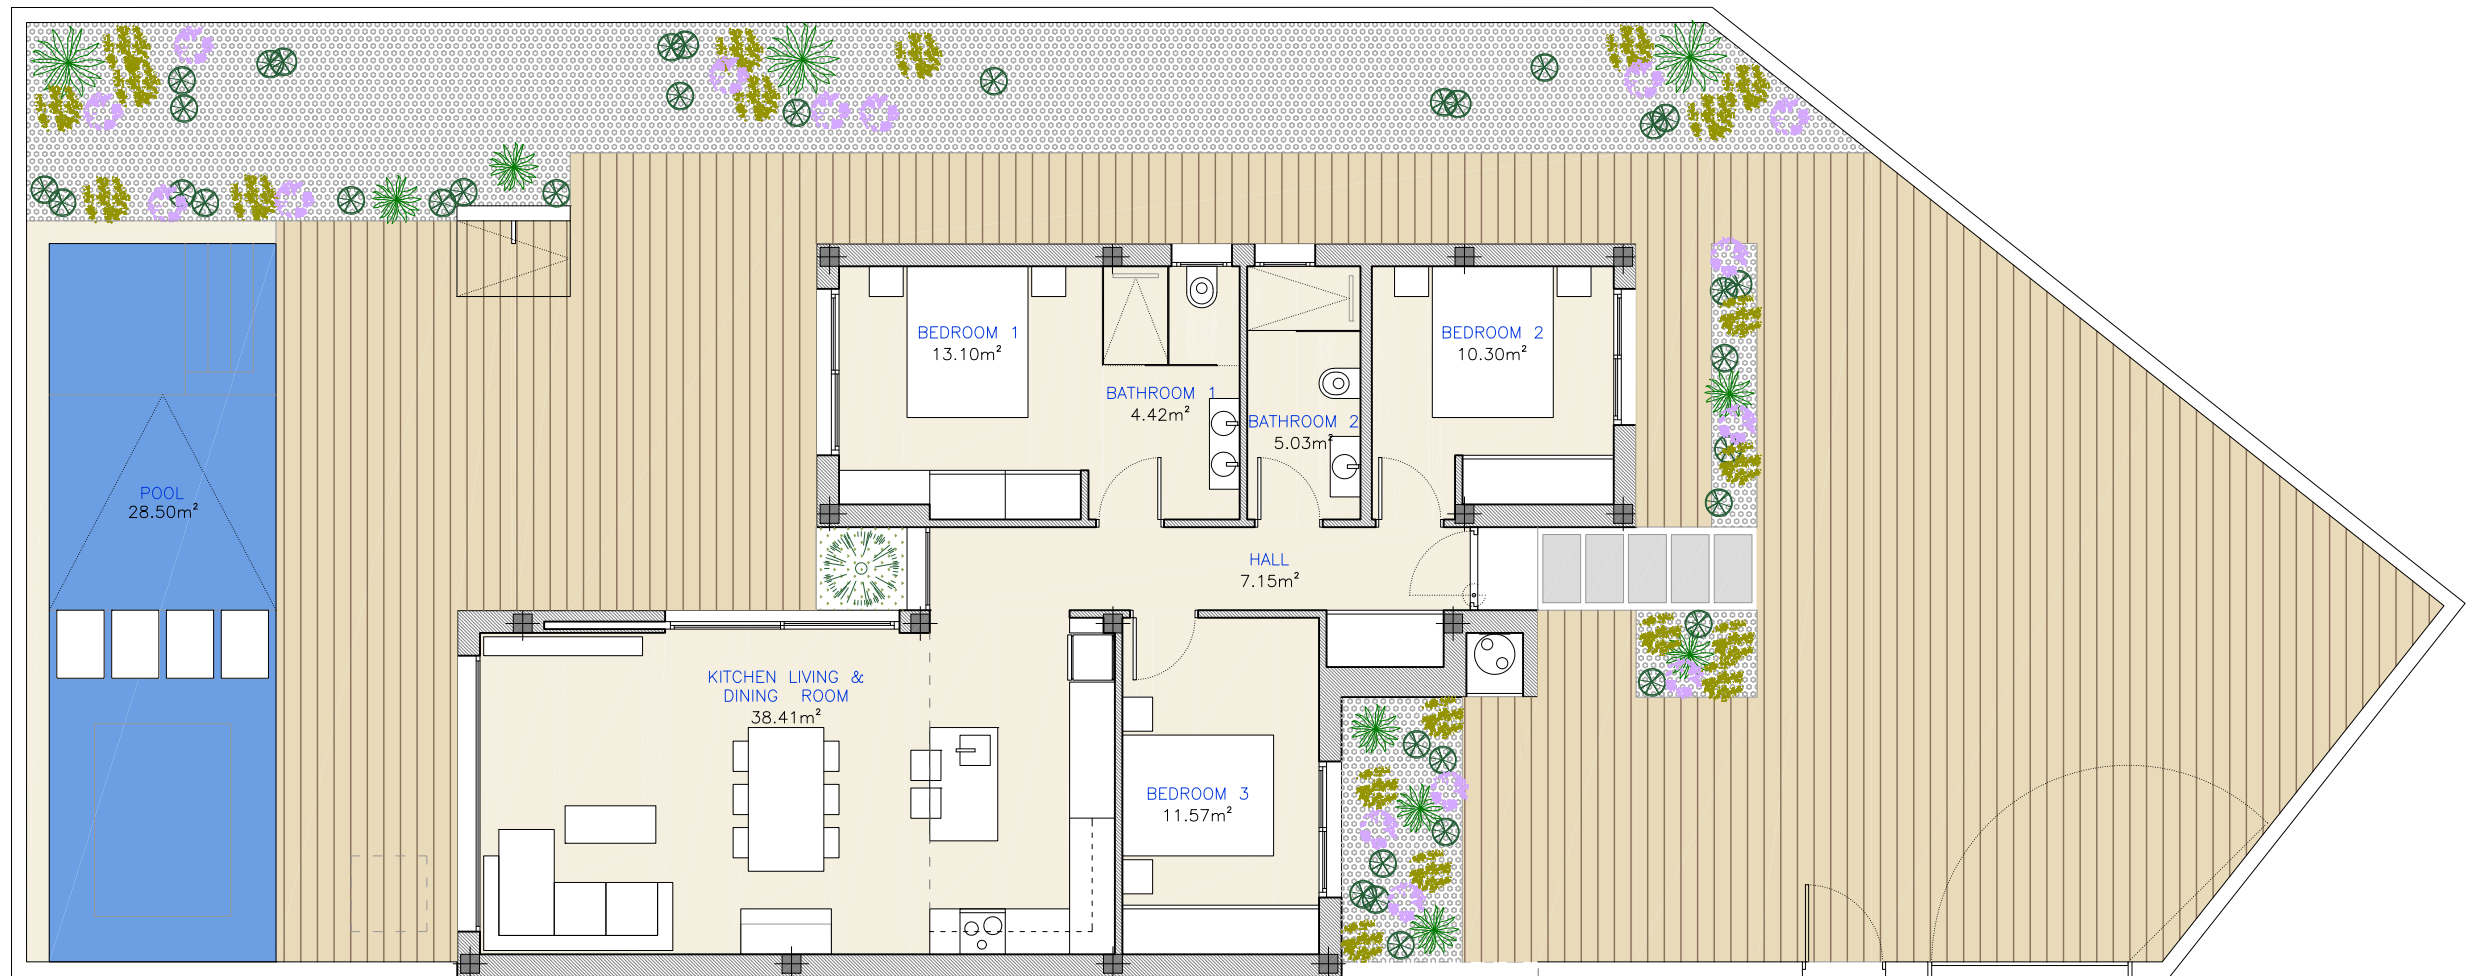 BEDROOM 1
13.10m²
BEDROOM 2
10.30m²
BATHROOM 1
4.42m²
BATHROOM 2
5.03m²
POOL
28.50m²
HALL
7.15m²
KITCHEN LIVING &
DINING ROOM
38.41m²
BEDROOM 3
11.57m²